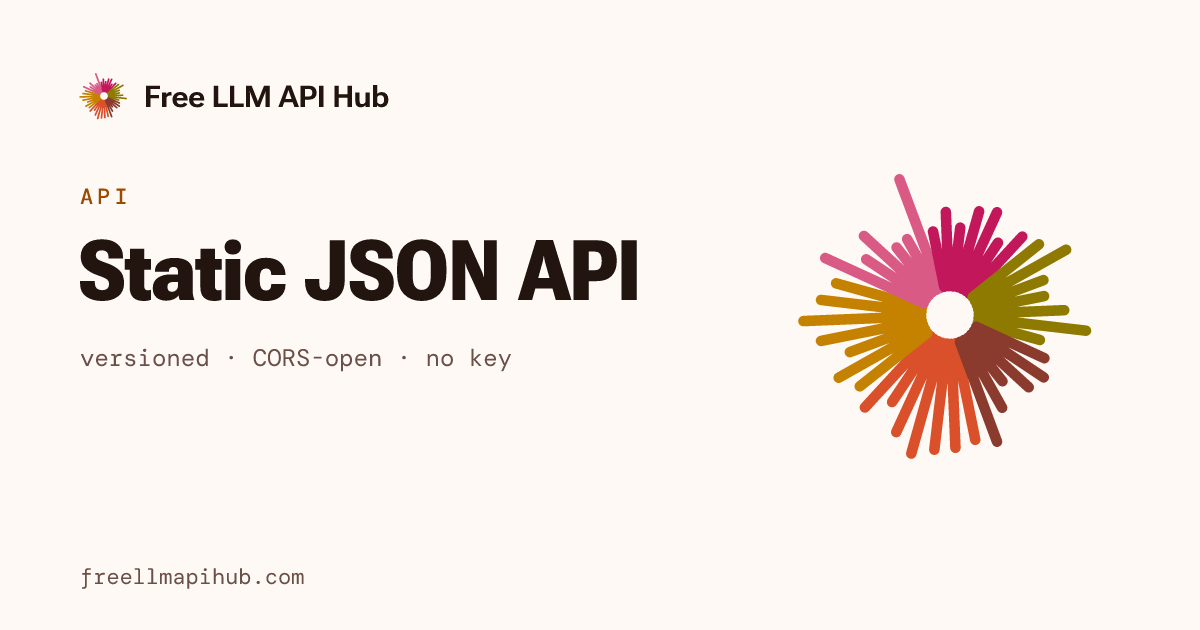 Free LLM API Hub
API
Static JSON API
versioned · CORS-open · no key
freellmapihub.com